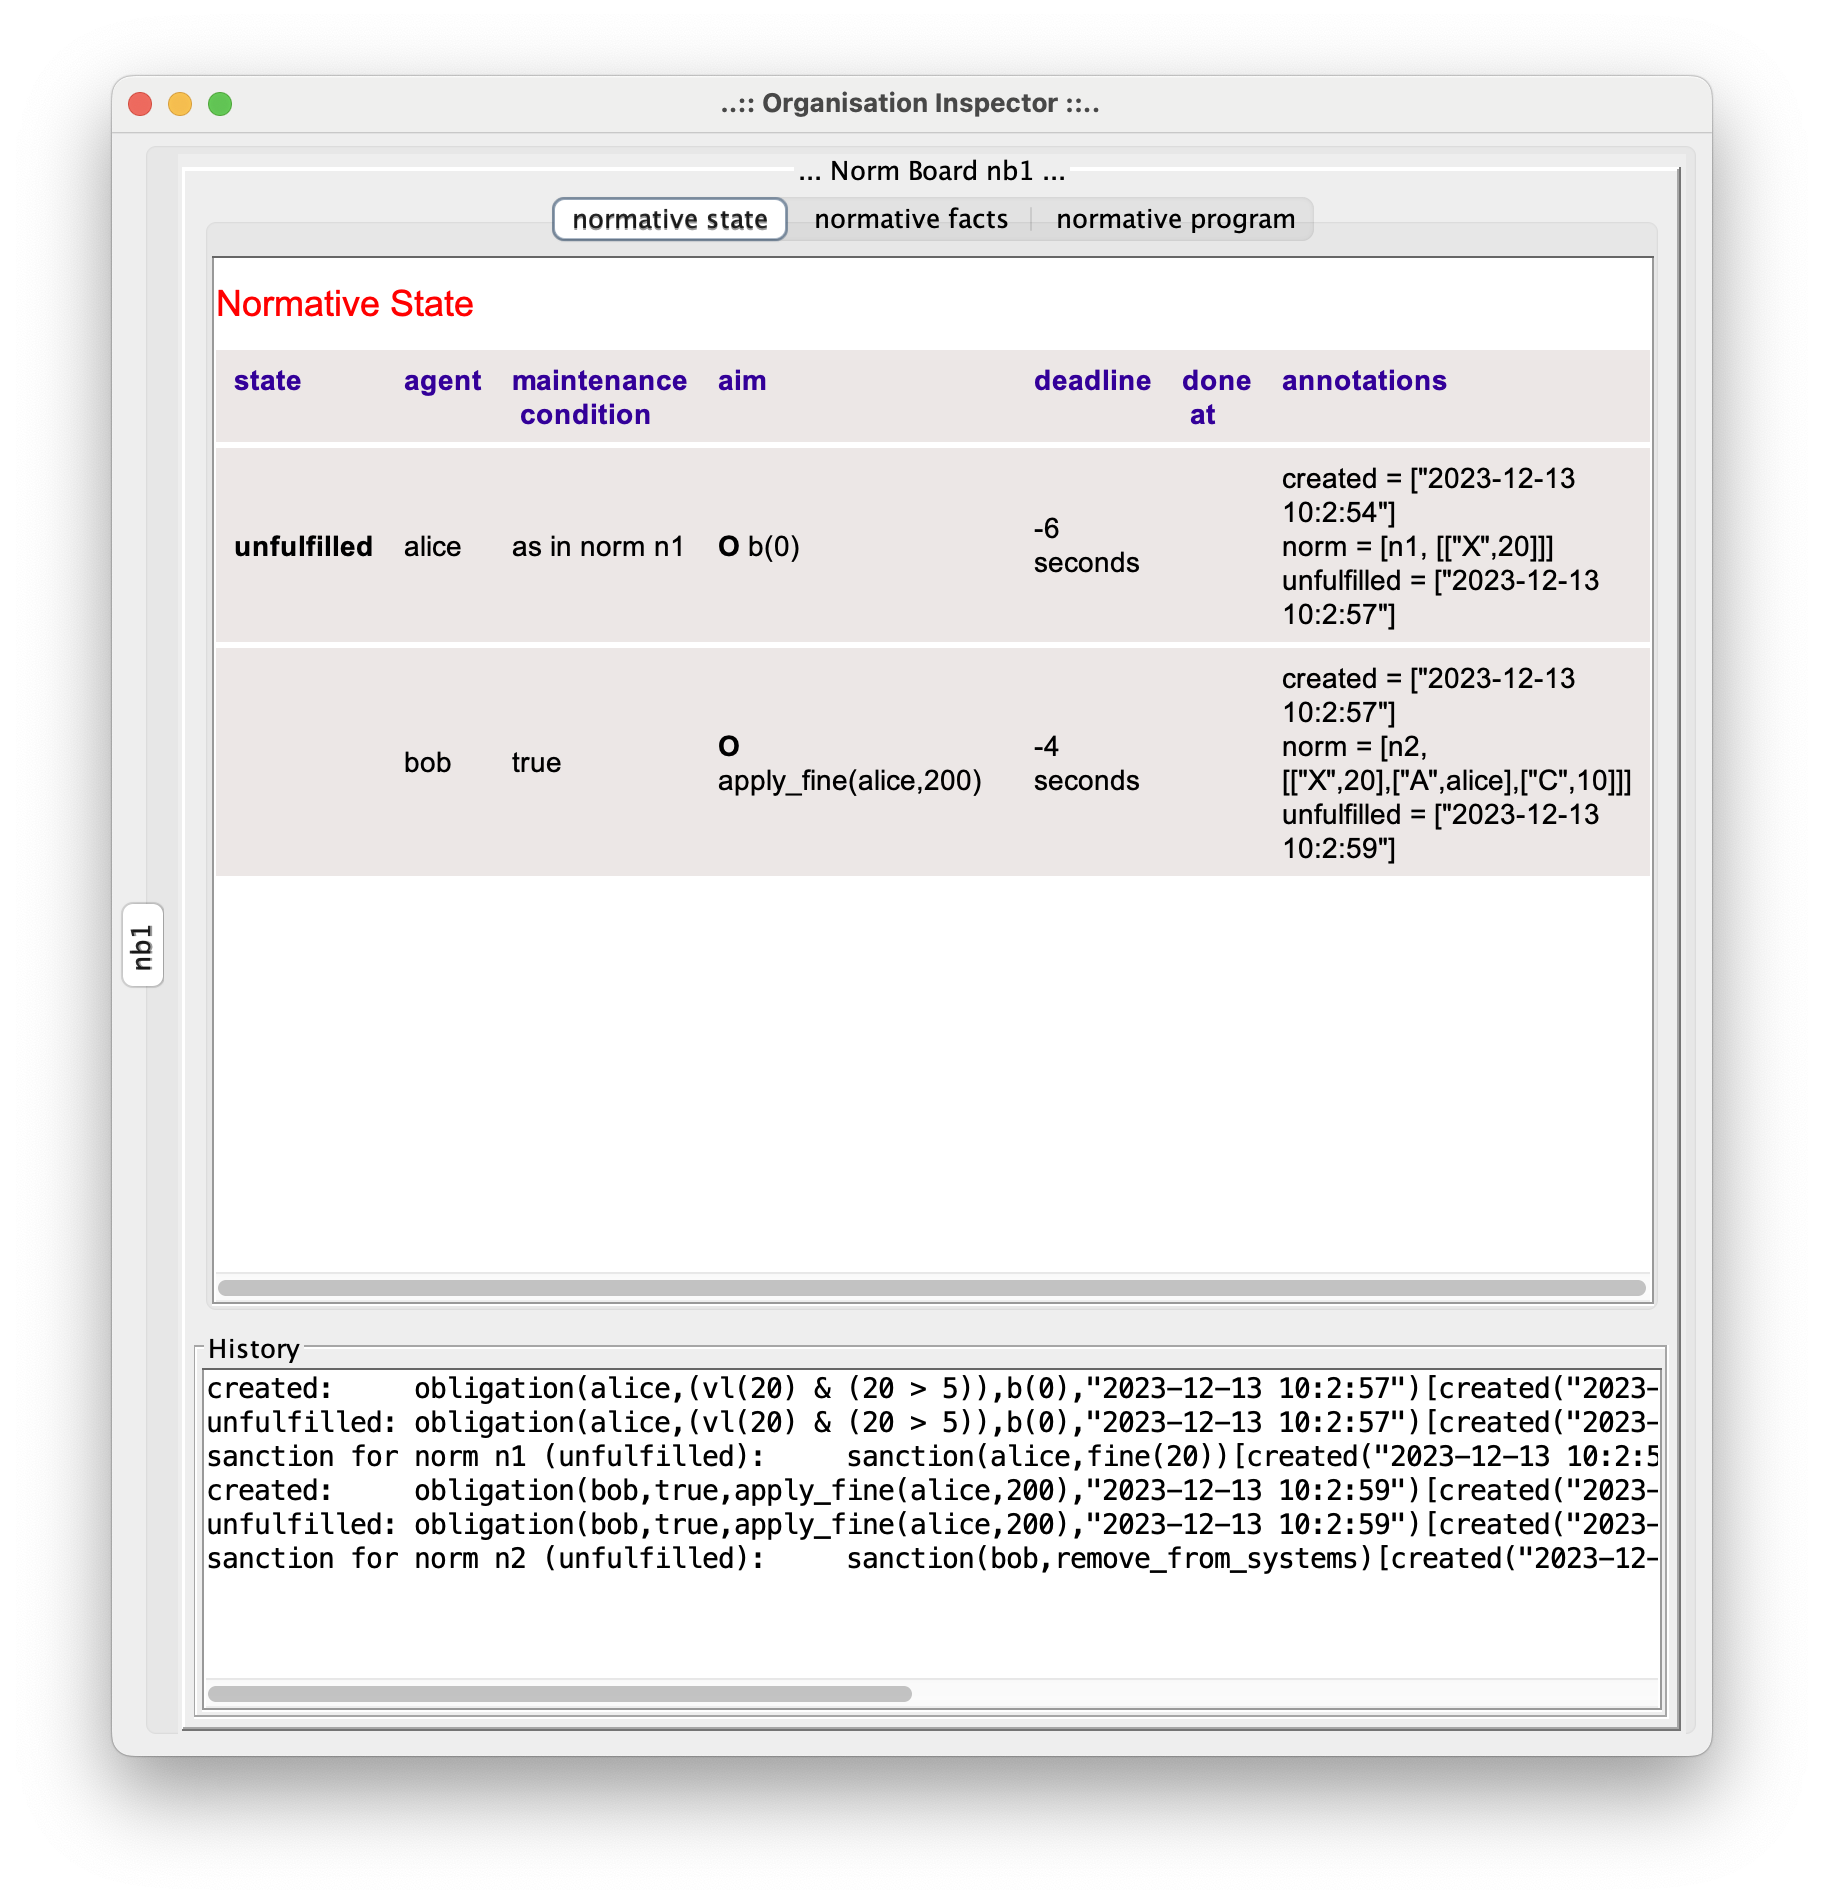 ..:: Organisation Inspector ::..
... Norm Board nb1 ...
normative state normative facts normative program
Normative State
state agent maintenance condition aim deadline done at annotations
unfulfilled alice as in norm n1 O b(0) -6 seconds
created = ["2023-12-13
10:2:54"]
norm = [n1, [["X",20]]]
unfulfilled = ["2023-12-13
10:2:57"]
bob true O apply_fine(alice,200) -4 seconds
created = ["2023-12-13
10:2:57"]
norm = [n2,
[["X",20],["A",alice],["C",10]]]
unfulfilled = ["2023-12-13
10:2:59"]
nb1
History
created: obligation(alice,(vl(20) & (20 > 5)),b(0),"2023-12-13 10:2:57")[created("2023-
unfulfilled: obligation(alice,(vl(20) & (20 > 5)),b(0),"2023-12-13 10:2:57")[created("2023-
sanction for norm n1 (unfulfilled): sanction(alice,fine(20))[created("2023-12-13 10:2:5
created: obligation(bob,true,apply_fine(alice,200),"2023-12-13 10:2:59")[created("2023-
unfulfilled: obligation(bob,true,apply_fine(alice,200),"2023-12-13 10:2:59")[created("2023-
sanction for norm n2 (unfulfilled): sanction(bob,remove_from_systems)[created("2023-12-